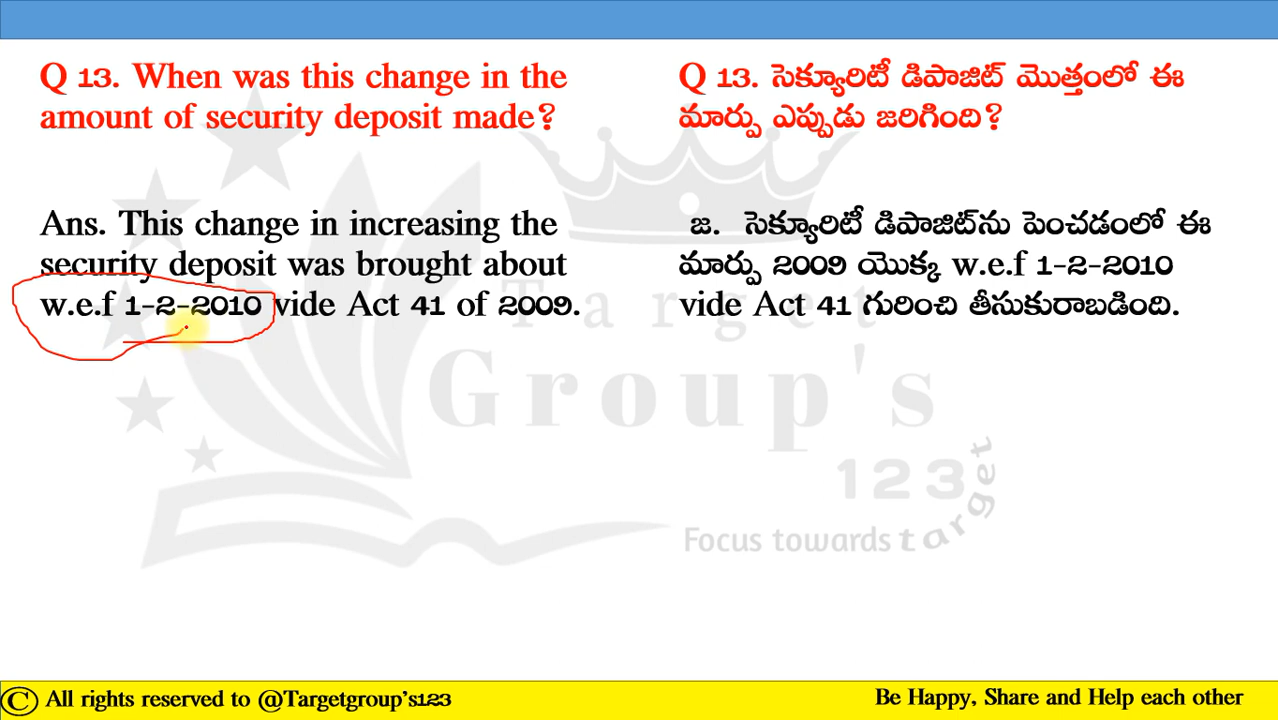 Q 13. When was this change in the
amount of security deposit made?
Ans. This change in increasing the
security deposit was brought about
w.e.f 1-2-2010 vide Act 41 of 2009.
Q 13. సెక్యూరిటీ డిపాజిట్ మొత్తంలో ఈ
మార్పు ఎప్పుడు జరిగింది?
జ. సెక్యూరిటీ డిపాజిట్‌ను పెంచడంలో ఈ
మార్పు 2009 యొక్క w.e.f 1-2-2010
vide Act 41 గురించి తీసుకురాబడింది.
Target
Group's
123
Focus towards target
© All rights reserved to @Targetgroup's123
Be Happy, Share and Help each other